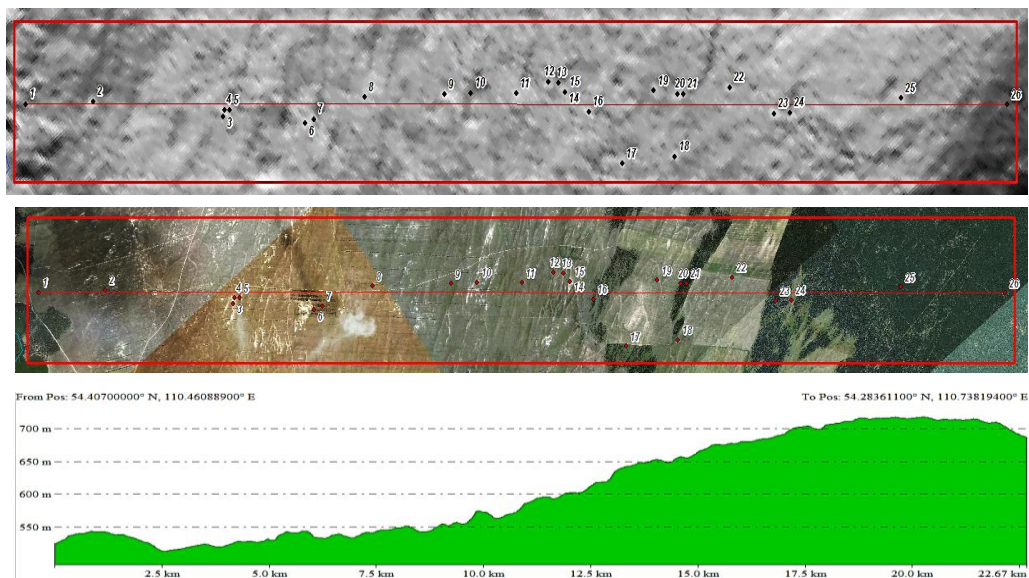 1 2 3 4 5 6 7 8 9 10 11 12 13 14 15 16 17 18 19 20 21 22 23 24 25 26
1 2 3 4 5 6 7 8 9 10 11 12 13 14 15 16 17 18 19 20 21 22 23 24 25 26
From Pos: 54.40700000° N, 110.46088900° E To Pos: 54.28361100° N, 110.73819400° E
700 m
650 m
600 m
550 m
2.5 km 5.0 km 7.5 km 10.0 km 12.5 km 15.0 km 17.5 km 20.0 km 22.67 km